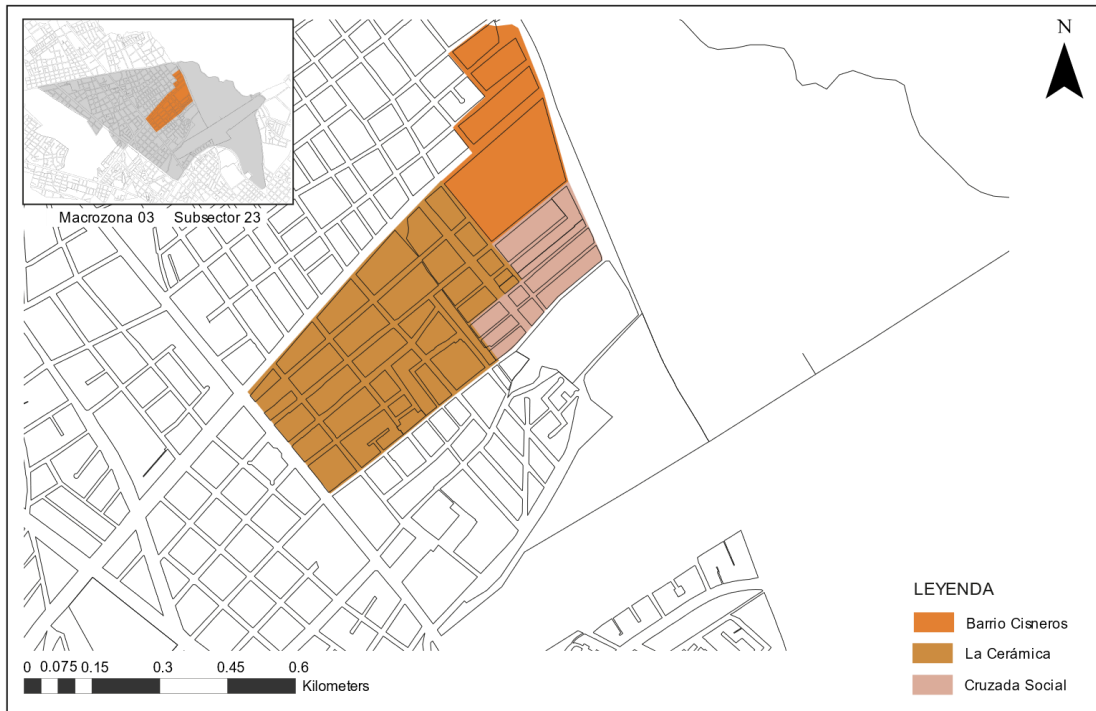 N
Macrozona 03 Subsector 23
LEYENDA
Barrio Cisneros
La Cerámica
Cruzada Social
0 0.075 0.15 0.3 0.45 0.6
Kilometers